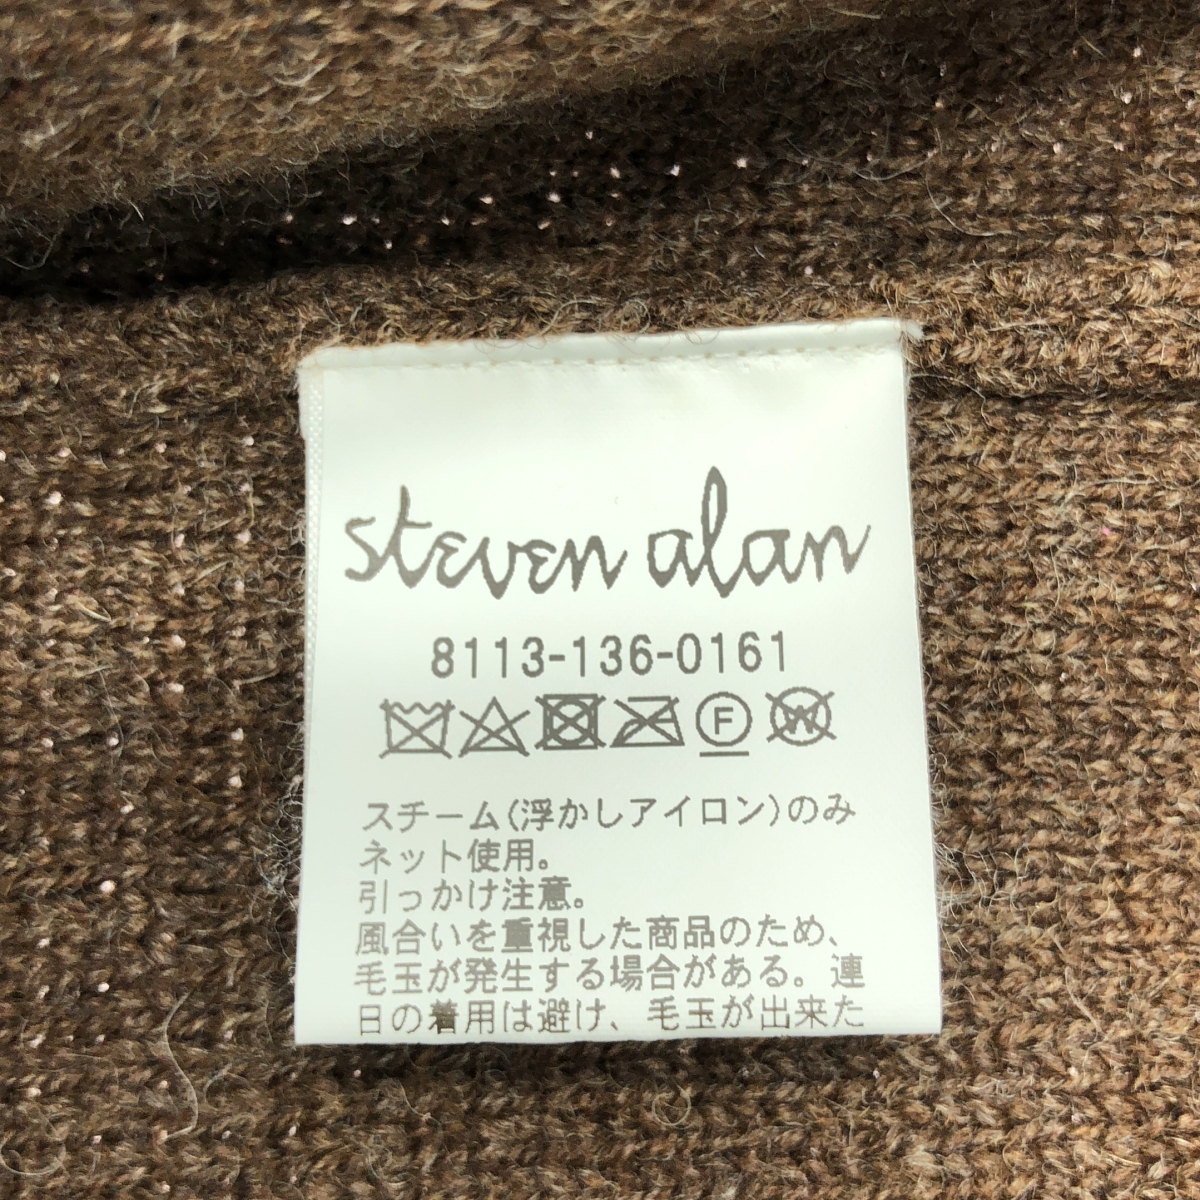 steven alan
8113-136-0161
F W
スチーム(浮かしアイロン)のみ
ネット使用。
引っかけ注意。
風合いを重視した商品のため、
毛玉が発生する場合がある。連
日の着用は避け、毛玉が出来た